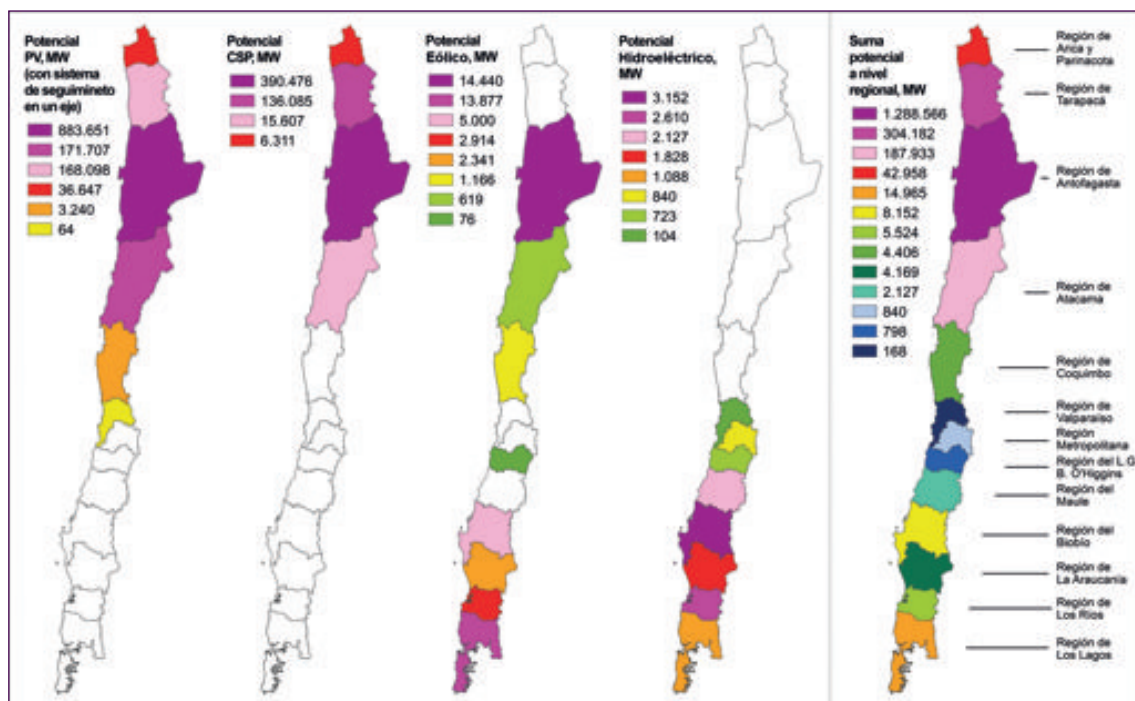 Potencial
PV, MW
(con sistema
de seguimineto
en un eje)
883.651
171.707
168.098
36.647
3.240
64
Potencial
CSP, MW
390.476
136.085
15.607
6.311
Potencial
Eólico, MW
14.440
13.877
5.000
2.914
2.341
1.166
619
76
Potencial
Hidroeléctrico,
MW
3.152
2.610
2.127
1.828
1.088
840
723
104
Suma
potencial
a nivel
regional, MW
1.288.566
304.182
187.933
42.958
14.965
8.152
5.524
4.406
4.169
2.127
840
798
168
Región de
Arica y
Parinacota
Región de
Tarapacá
Región de
Antofagasta
Región de
Atacama
Región de
Coquimbo
Región de
Valparaíso
Región
Metropolitana
Región del L.G
B. O'Higgins
Región del
Maule
Región del
Biobío
Región de
La Araucanía
Región de
Los Ríos
Región de
Los Lagos